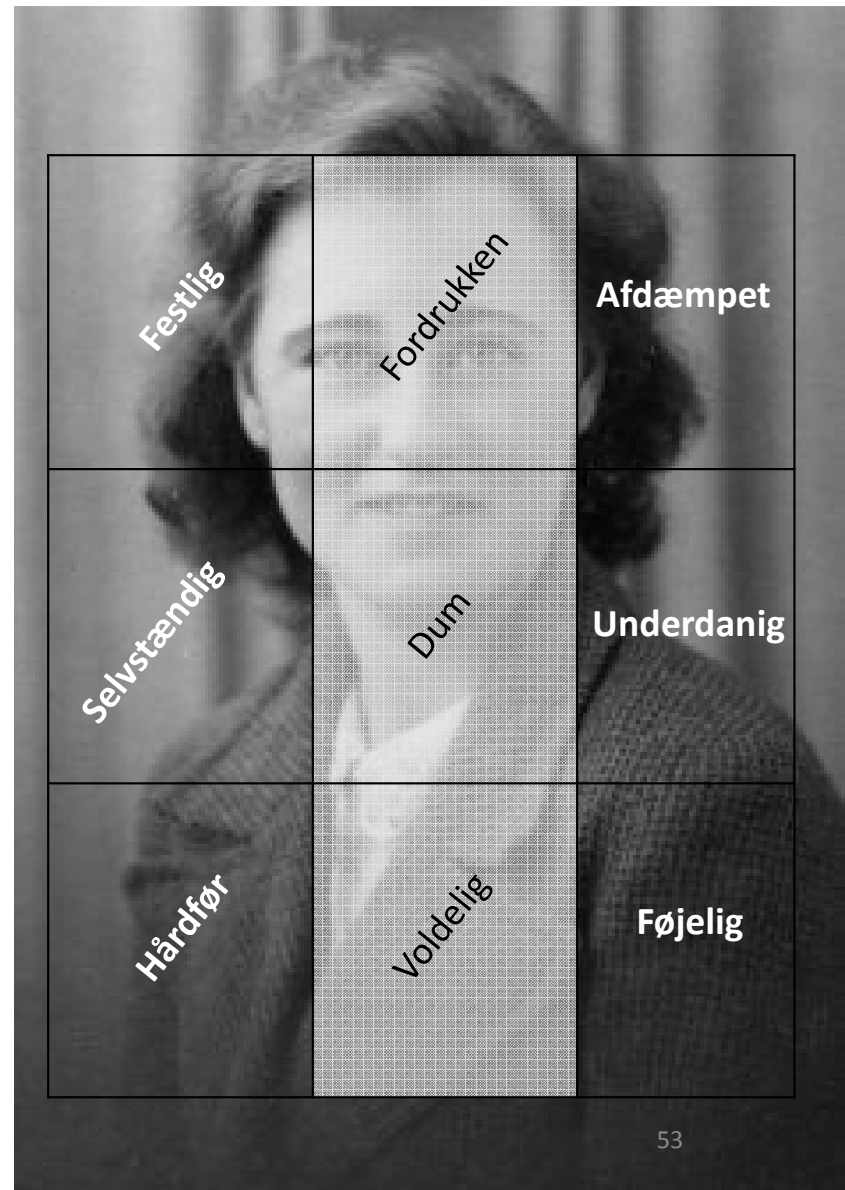 Festlig
Fordrukken
Afdæmpet
Selvstændig
Dum
Underdanig
Hårdfør
Voldelig
Føjelig
53